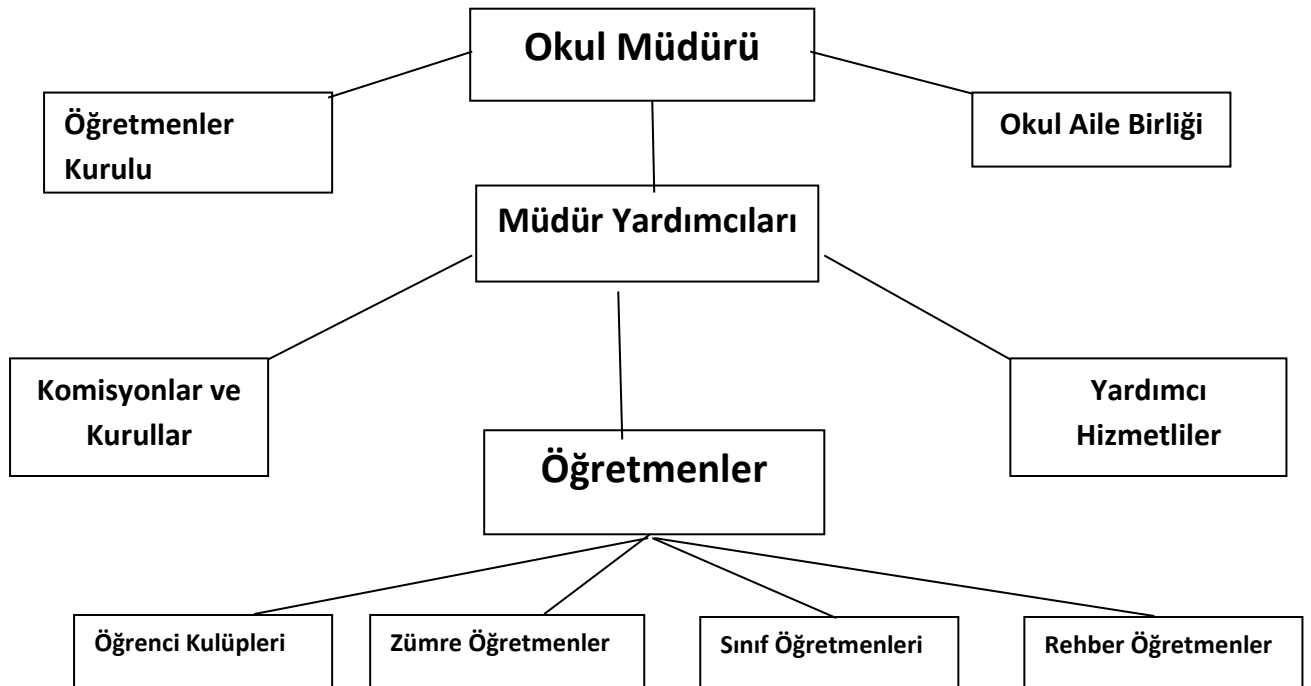 Okul Müdürü
Öğretmenler
Kurulu
Okul Aile Birliği
Müdür Yardımcıları
Komisyonlar ve
Kurullar
Yardımcı
Hizmetliler
Öğretmenler
Öğrenci Kulüpleri
Zümre Öğretmenler
Sınıf Öğretmenleri
Rehber Öğretmenler